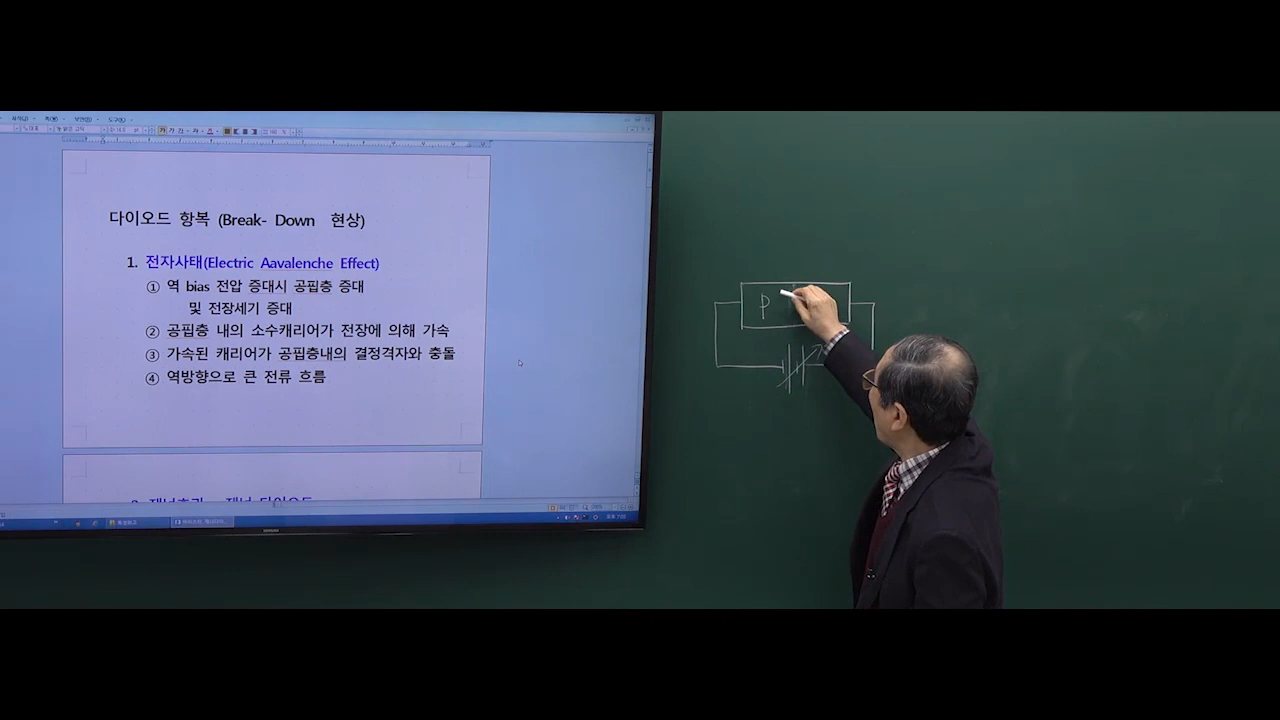 다이오드 항복 (Break- Down 현상)
1. 전자사태(Electric Aavalenche Effect)
① 역 bias 전압 증대시 공핍층 증대
및 전장세기 증대
② 공핍층 내의 소수캐리어가 전장에 의해 가속
③ 가속된 캐리어가 공핍층내의 결정격자와 충돌
④ 역방향으로 큰 전류 흐름
P